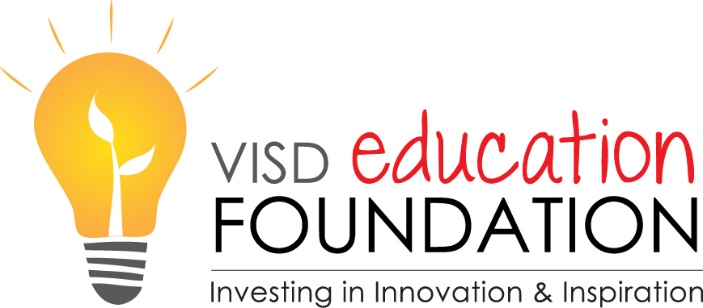 VISD education
FOUNDATION
Investing in Innovation & Inspiration